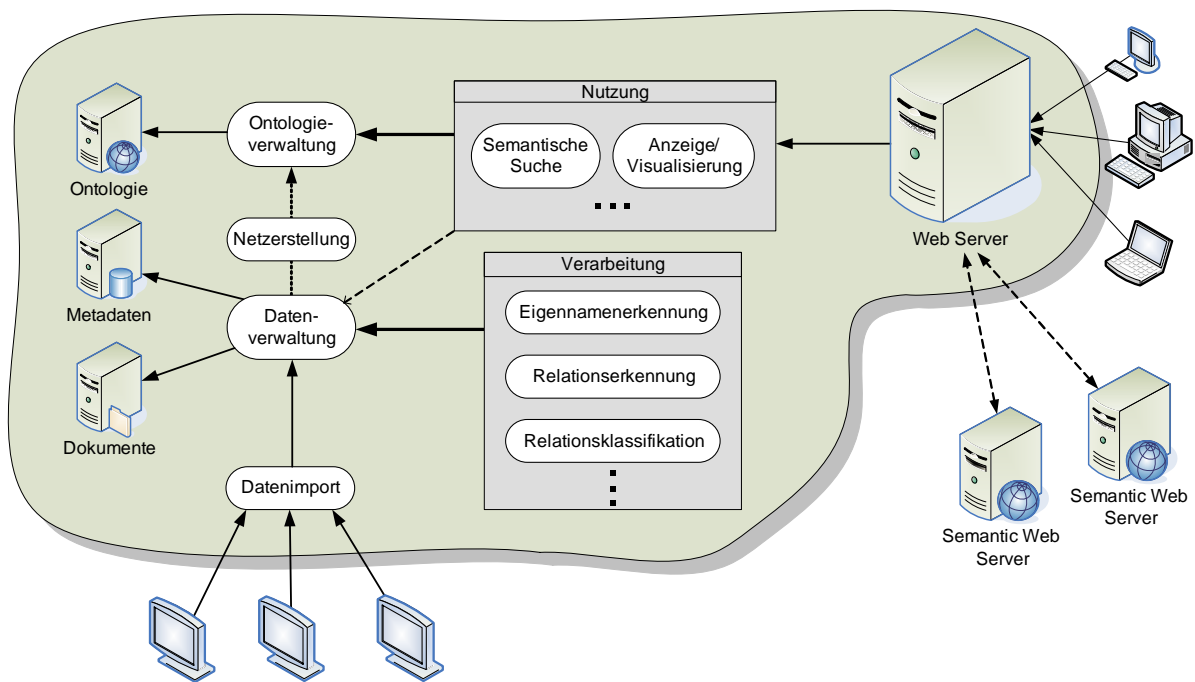 Nutzung
Ontologie-
verwaltung
Semantische
Suche
Anzeige/
Visualisierung
...
Ontologie
Netzerstellung
Web Server
Verarbeitung
Metadaten
Daten-
verwaltung
Eigennamenerkennung
Relationserkennung
Dokumente
Relationsklassifikation
Datenimport
Semantic Web
Server
Semantic Web
Server